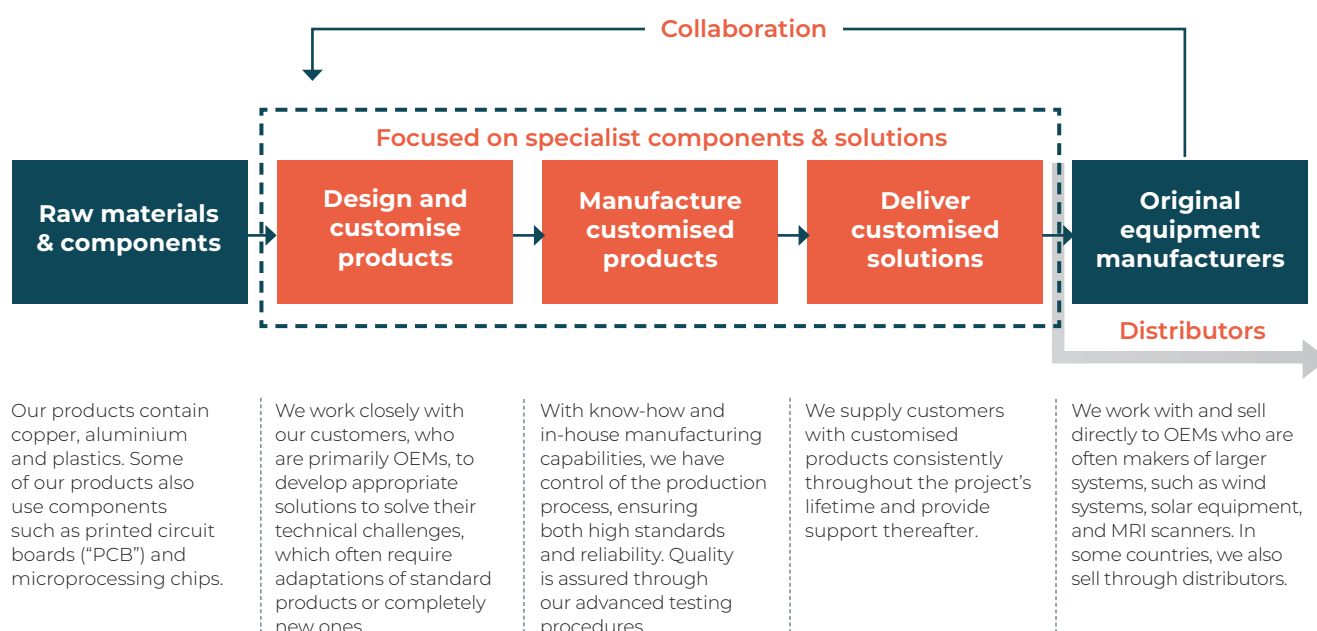 Collaboration
Focused on specialist components & solutions
Raw materials
& components
Design and
customise
products
Manufacture
customised
products
Deliver
customised
solutions
Original
equipment
manufacturers
Distributors
Our products contain
copper, aluminium
and plastics. Some
of our products also
use components
such as printed circuit
boards (“PCB”) and
microprocessing chips.
We work closely with
our customers, who
are primarily OEMs, to
develop appropriate
solutions to solve their
technical challenges,
which often require
adaptations of standard
products or completely
new ones.
With know-how and
in-house manufacturing
capabilities, we have
control of the production
process, ensuring
both high standards
and reliability. Quality
is assured through
our advanced testing
procedures.
We supply customers
with customised
products consistently
throughout the project’s
lifetime and provide
support thereafter.
We work with and sell
directly to OEMs who are
often makers of larger
systems, such as wind
systems, solar equipment,
and MRI scanners. In
some countries, we also
sell through distributors.